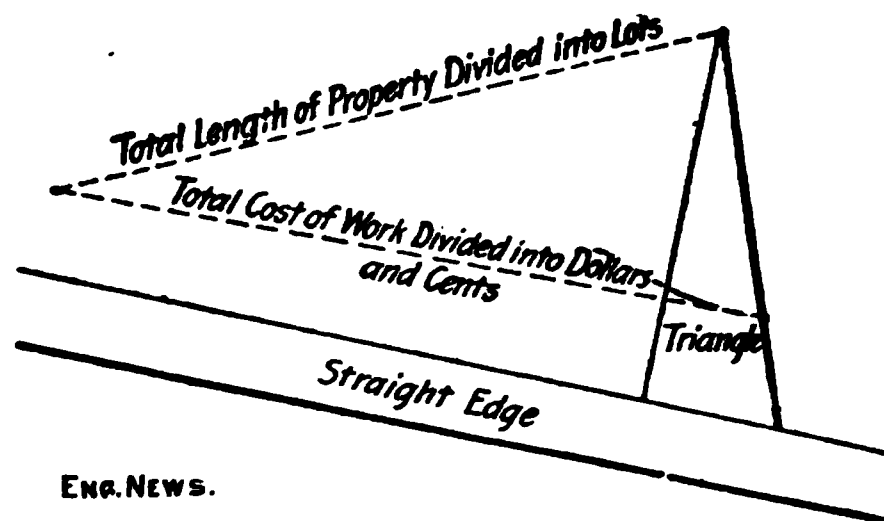 Total Length of Property Divided into Lots
Total Cost of Work Divided into Dollars
and Cents
Triangle
Straight Edge
ENG. NEWS.